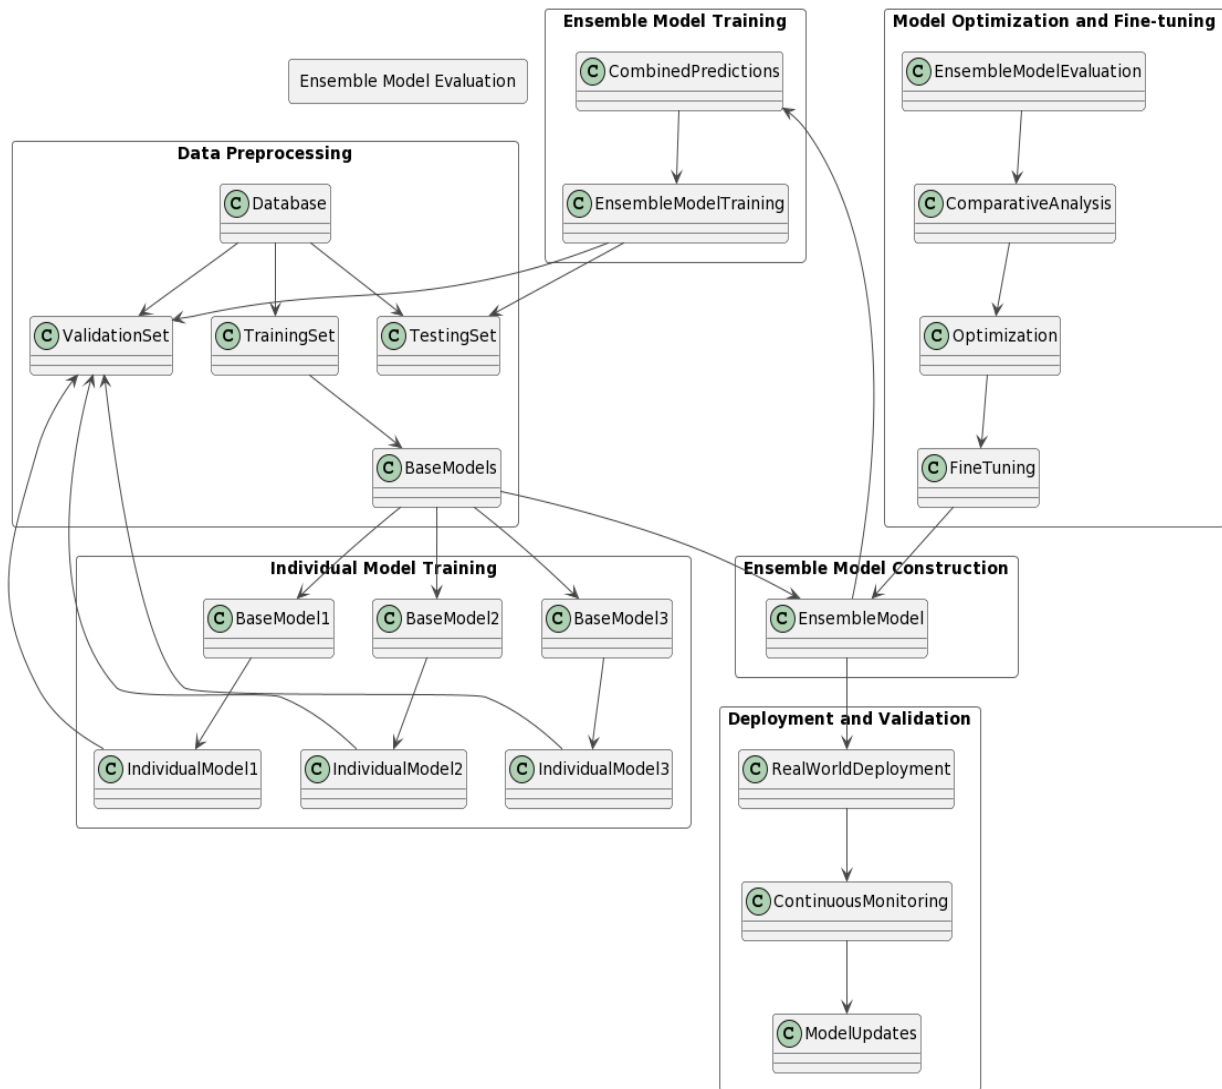 Ensemble Model Training
Model Optimization and Fine-tuning
C CombinedPredictions
C EnsembleModelEvaluation
Ensemble Model Evaluation
Data Preprocessing
C Database
C EnsembleModelTraining
C ComparativeAnalysis
C ValidationSet
C TrainingSet
C TestingSet
C Optimization
C BaseModels
C FineTuning
Individual Model Training
Ensemble Model Construction
C BaseModel1
C BaseModel2
C BaseModel3
C EnsembleModel
Deployment and Validation
C IndividualModel1
C IndividualModel2
C IndividualModel3
C RealWorldDeployment
C ContinuousMonitoring
C ModelUpdates